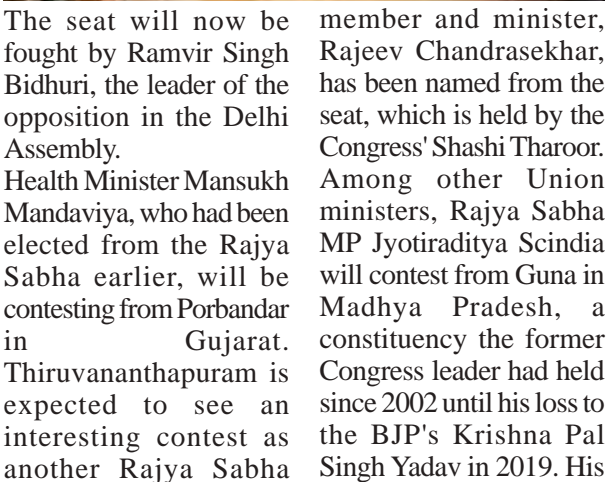 The seat will now be
fought by Ramvir Singh
Bidhuri, the leader of the
opposition in the Delhi
Assembly.
Health Minister Mansukh
Mandaviya, who had been
elected from the Rajya
Sabha earlier, will be
contesting from Porbandar
in Gujarat.
Thiruvananthapuram is
expected to see an
interesting contest as
another Rajya Sabha
member and minister,
Rajeev Chandrasekhar,
has been named from the
seat, which is held by the
Congress' Shashi Tharoor.
Among other Union
ministers, Rajya Sabha
MP Jyotiraditya Scindia
will contest from Guna in
Madhya Pradesh, a
constituency the former
Congress leader had held
since 2002 until his loss to
the BJP's Krishna Pal
Singh Yadav in 2019. His